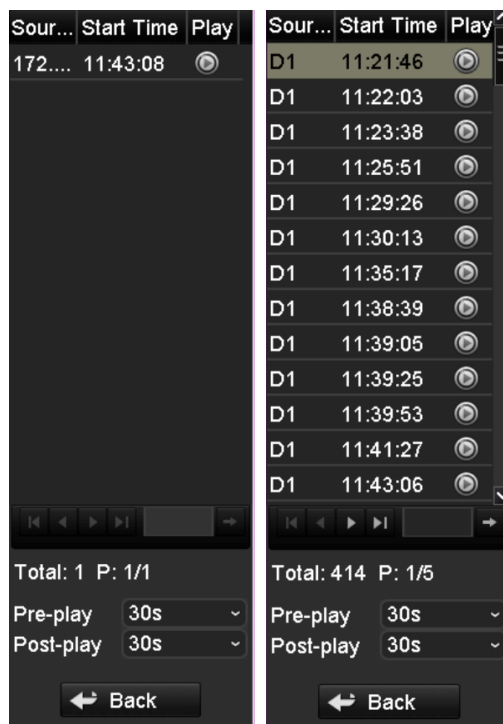 Sour... Start Time Play
172.... 11:43:08
Total: 1 P: 1/1
Pre-play 30s
Post-play 30s
Back
Sour... Start Time Play
D1 11:21:46
D1 11:22:03
D1 11:23:38
D1 11:25:51
D1 11:29:26
D1 11:30:13
D1 11:35:17
D1 11:38:39
D1 11:39:05
D1 11:39:25
D1 11:39:53
D1 11:41:27
D1 11:43:06
Total: 414 P: 1/5
Pre-play 30s
Post-play 30s
Back